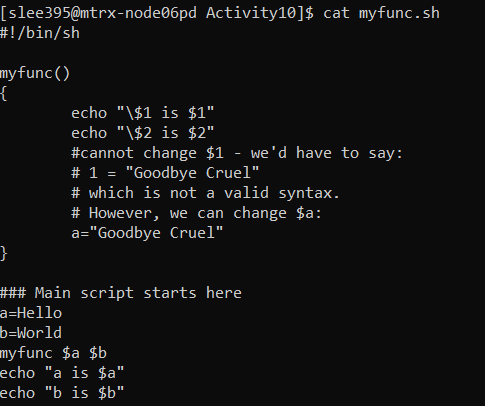 [slee395@mtrx-node06pd Activity10]$ cat myfunc.sh
#!/bin/sh

myfunc()
{
        echo "\$1 is $1"
        echo "\$2 is $2"
        #cannot change $1 - we'd have to say:
        # 1 = "Goodbye Cruel"
        # which is not a valid syntax.
        # However, we can change $a:
        a="Goodbye Cruel"
}

### Main script starts here
a=Hello
b=World
myfunc $a $b
echo "a is $a"
echo "b is $b"